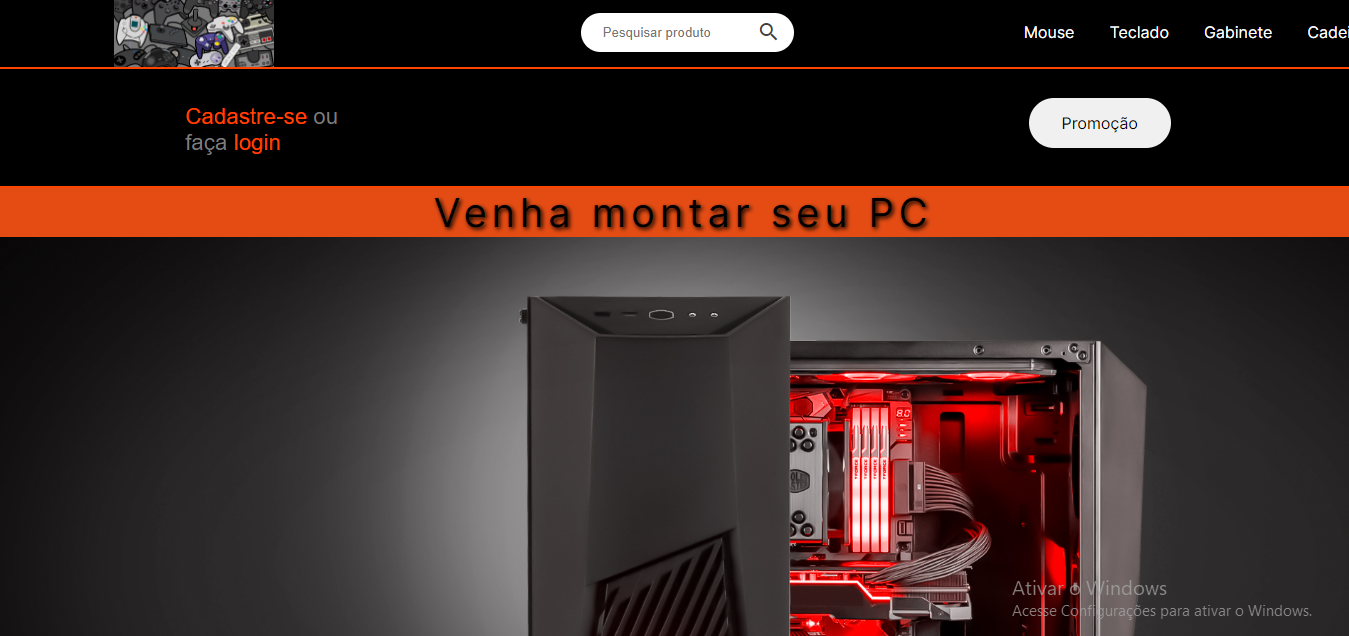 Pesquisar produto
Mouse Teclado Gabinete Cadei
Cadastre-se ou
faça login
Promoção
Venha montar seu PC
8.0
Ativar o Windows
Acesse Configurações para ativar o Windows.